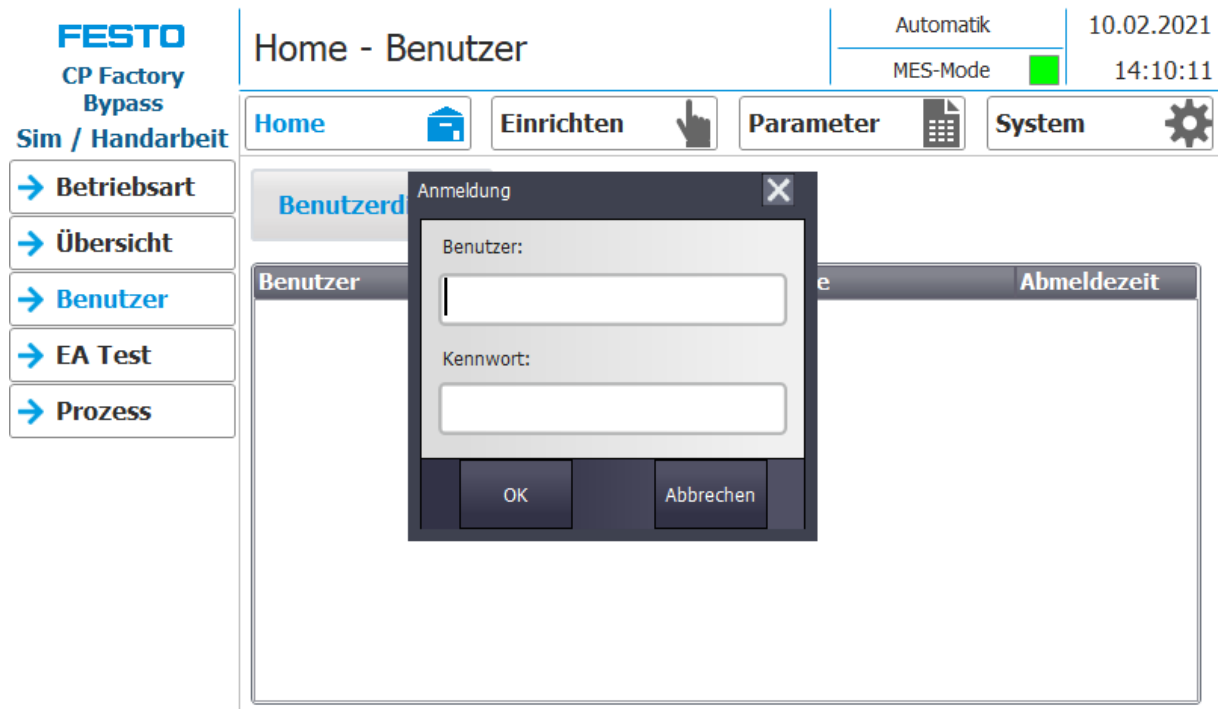 FESTO
CP Factory
Bypass
Sim / Handarbeit
Home - Benutzer
Automatik
MES-Mode
10.02.2021
14:10:11
Home
Einrichten
Parameter
System
Betriebsart
Übersicht
Benutzer
EA Test
Prozess
Anmeldung
Benutzer:
Kennwort:
OK
Abbrechen
Benutzer
Abmeldezeit